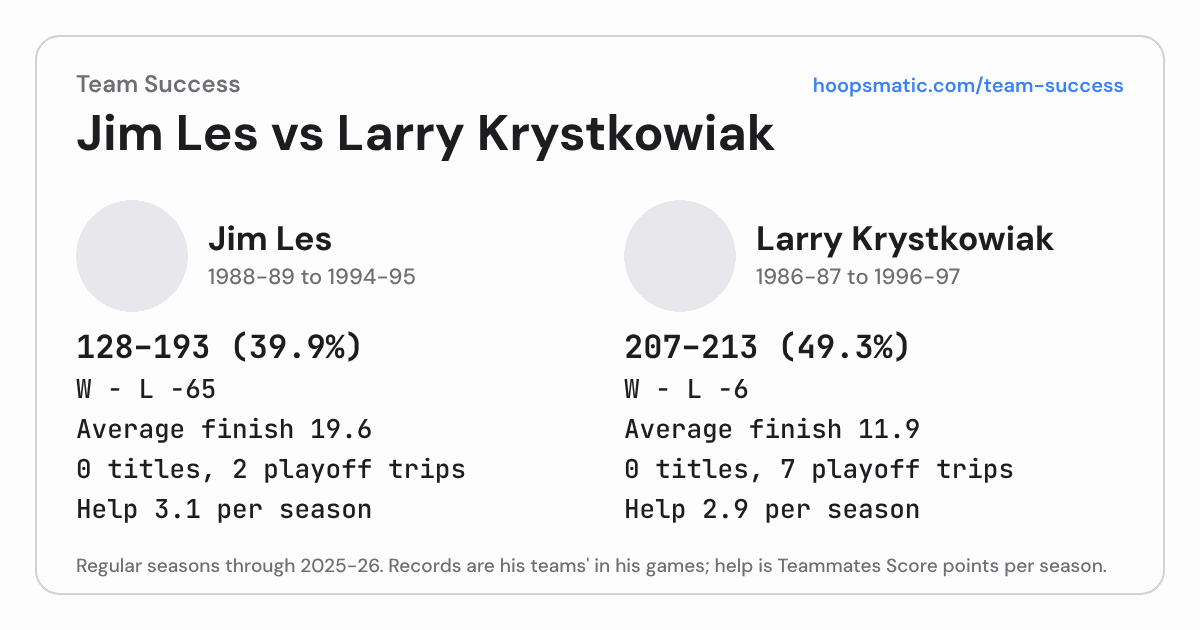 Team Success
hoopsmatic.com/team-success
Jim Les vs Larry Krystkowiak
Jim Les
1988–89 to 1994–95
128–193 (39.9%)
W - L -65
Average finish 19.6
0 titles, 2 playoff trips
Help 3.1 per season
Larry Krystkowiak
1986–87 to 1996–97
207–213 (49.3%)
W - L -6
Average finish 11.9
0 titles, 7 playoff trips
Help 2.9 per season
Regular seasons through 2025-26. Records are his teams' in his games; help is Teammates Score points per season.